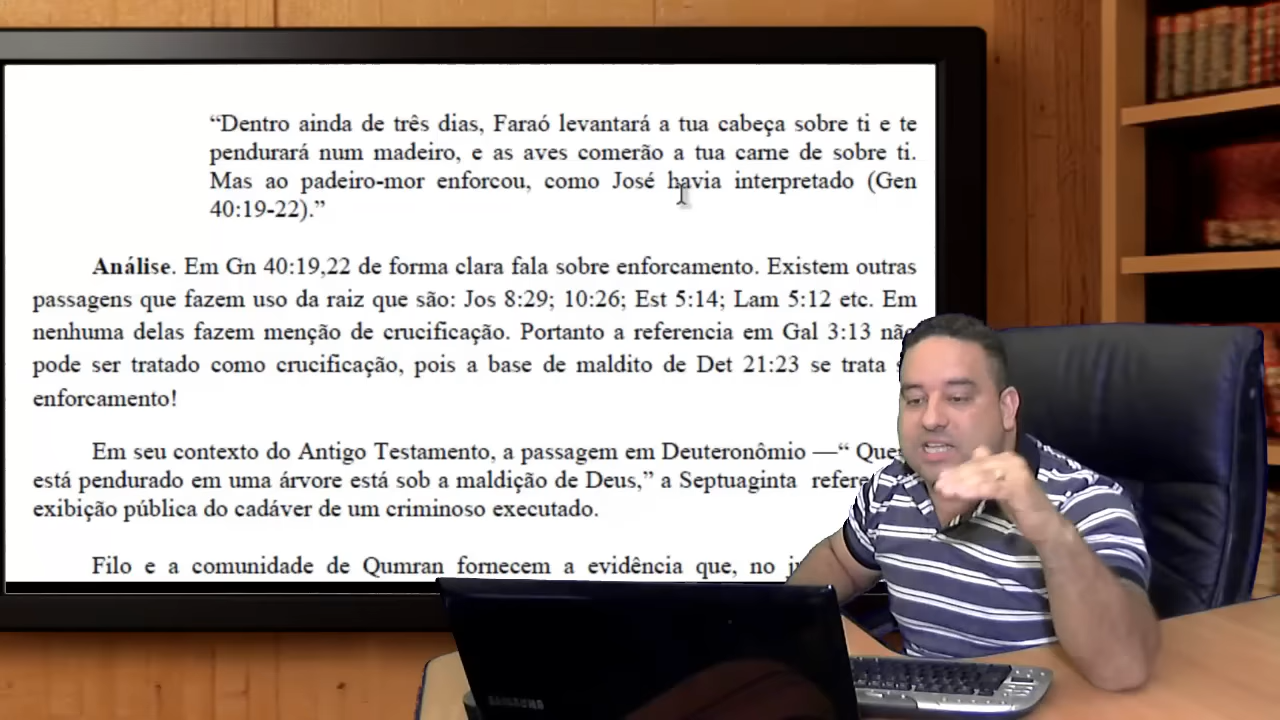 “Dentro ainda de três dias, Faraó levantará a tua cabeça sobre ti e te
pendurará num madeiro, e as aves comerão a tua carne de sobre ti.
Mas ao padeiro-mor enforcou, como José havia interpretado (Gen
40:19-22).”
Análise. Em Gn 40:19,22 de forma clara fala sobre enforcamento. Existem outras
passagens que fazem uso da raiz que são: Jos 8:29; 10:26; Est 5:14; Lam 5:12 etc. Em
nenhuma delas fazem menção de crucificação. Portanto a referencia em Gal 3:13
pode ser tratado como crucificação, pois a base de maldito de Det 21:23 se trata
enforcamento!
Em seu contexto do Antigo Testamento, a passagem em Deuteronômio —“
está pendurado em uma árvore está sob a maldição de Deus,” a Septuaginta
exibição pública do cadáver de um criminoso executado.
Filo e a comunidade de Qumran fornecem a evidência que, no
SAMSUNG